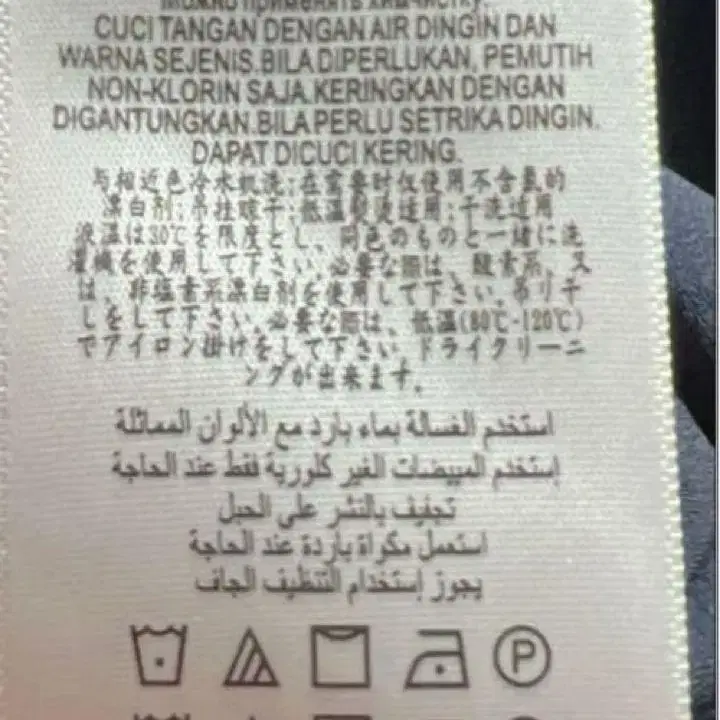 МОЖНО ПРИМЕНЯТЬ ХИМЧИСТКУ.
CUCI TANGAN DENGAN AIR DINGIN DAN
WARNA SEJENIS.BILA DIPERLUKAN, PEMUTIH
NON-KLORIN SAJA.KERINGKAN DENGAN
DIGANTUNGKAN.BILA PERLU SETRIKA DINGIN.
DAPAT DICUCI KERING.
与相近色冷水机洗;在需要时仅使用不含氯的
漂白剂;吊挂晾干;低温熨烫适用;干洗适用
液温は30℃を限度とし、同色のものと一緒に洗
濯機を使用して下さい.必要な際は、酸素系、又
は、非塩素系漂白剤を使用して下さい.吊り干
しをして下さい.必要な際は、低温(80℃-120℃)
でアイロン掛けをして下さい.ドライクリーニ
ングが出来ます.
استخدم الغسالة بماء بارد مع الألوان المماثلة
إستخدم المبيضات الغير كلورية فقط عند الحاجة
تجفيف بالنشر على الحبل
استعمل مكواة باردة عند الحاجة
يجوز إستخدام التنظيف الجاف
P